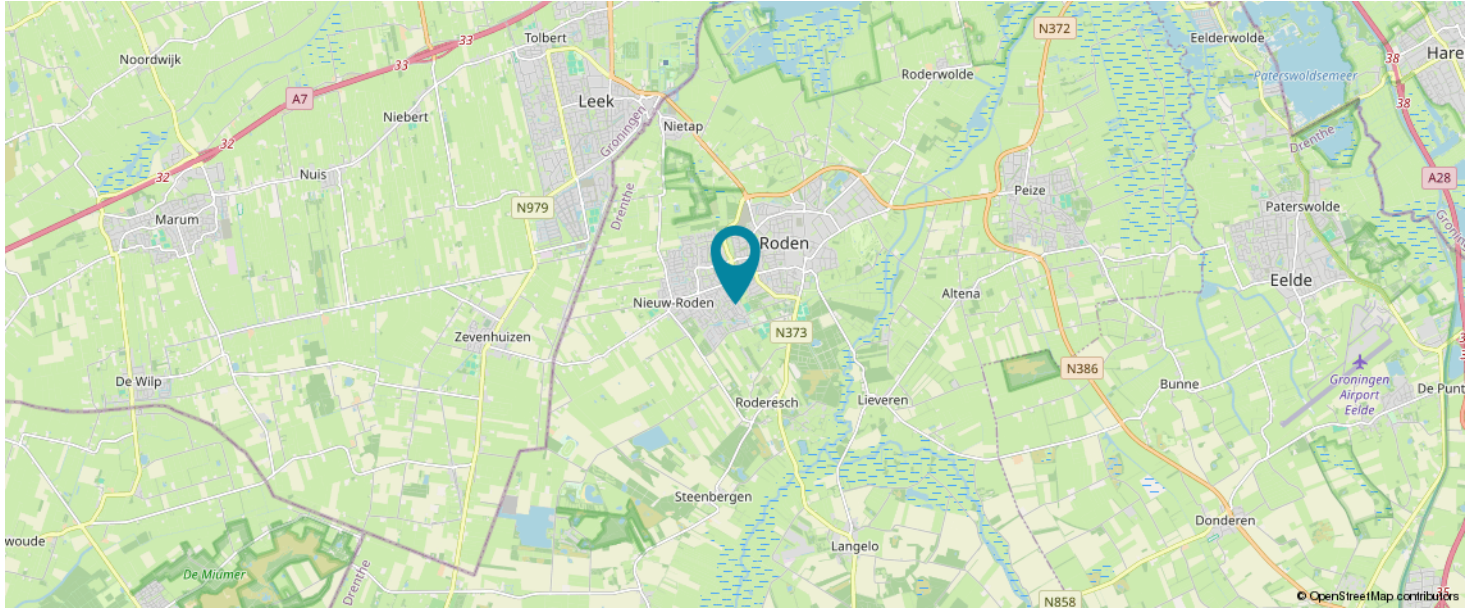 N372
Eelderwolde
Tolbert
33
Noordwijk
33
Hare
38
Roderwolde
Paterswoldsemeer
A7
Leek
38
Niebert
Groningen
Nietap
32
Drenthe
32
Nuis
A28
Peize
Drenthe
N979
Paterswolde
Marum
Roden
Eelde
Altena
Nieuw-Roden
N373
Zevenhuizen
N386
De Wilp
Bunne
Groningen
Airport
Eelde
De Punt
Roderesch
Lieveren
Steenbergen
Donderen
woude
Langelo
De Miumer
Drenthe
N858
© OpenStreetMap contributors